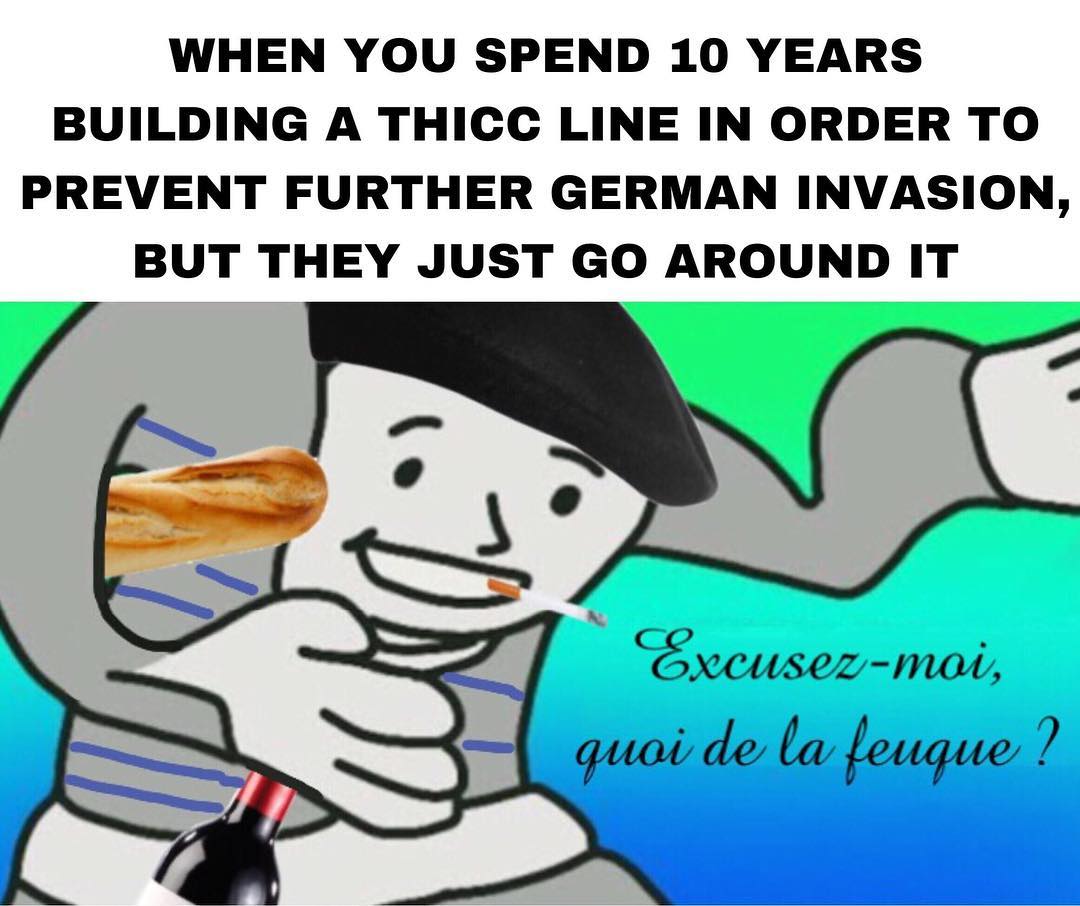 WHEN YOU SPEND 10 YEARS
BUILDING A THICC LINE IN ORDER TO
PREVENT FURTHER GERMAN INVASION,
BUT THEY JUST GO AROUND IT
Excusez-moi,
quoi de la feuque ?